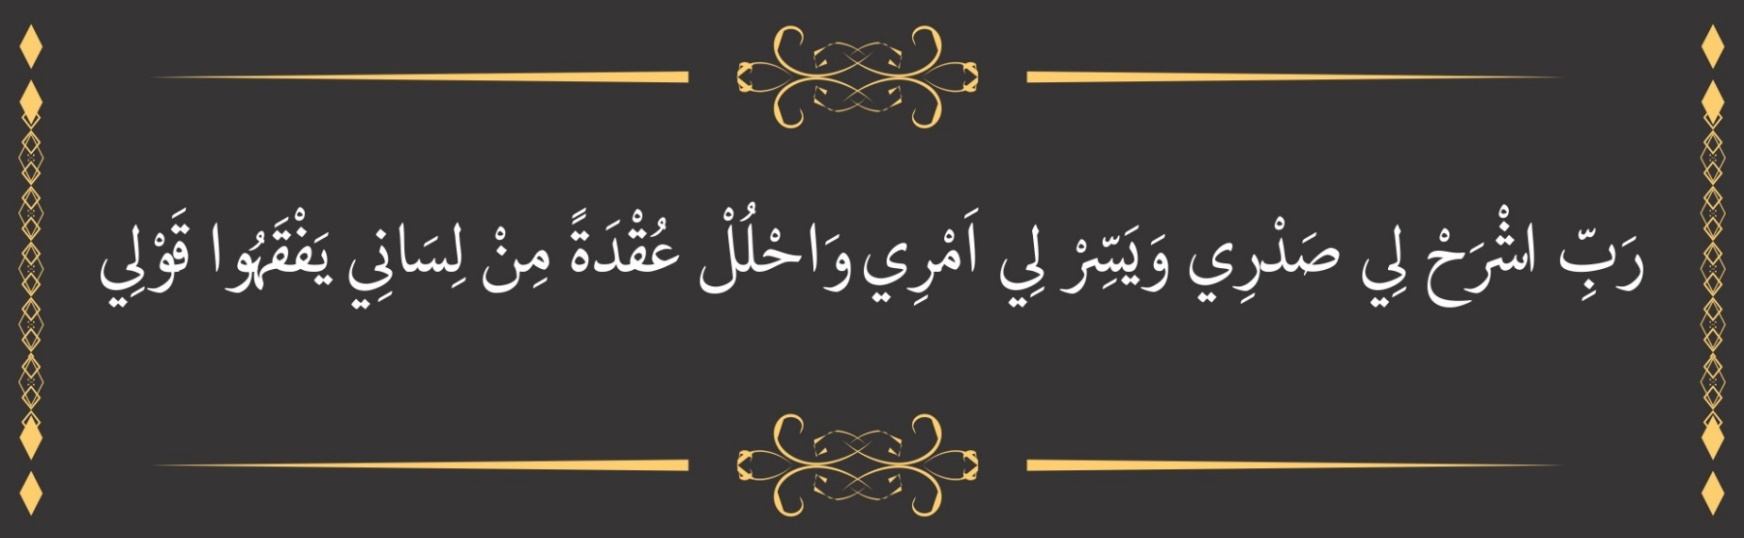 رَبِّ اشْرَحْ لِي صَدْرِي وَيَسِّرْ لِي اَمْرِي وَاحْلُلْ عُقْدَةً مِنْ لِسَانِي يَفْقَهُوا قَوْلِي